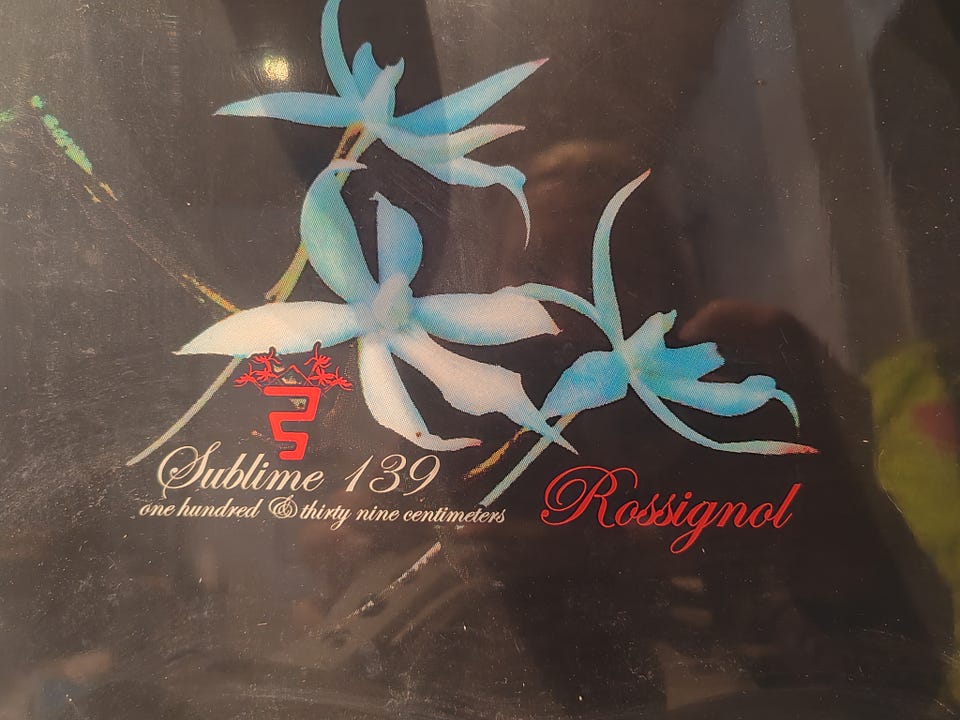 Sublime 139
one hundred & thirty nine centimeters
Rossignol